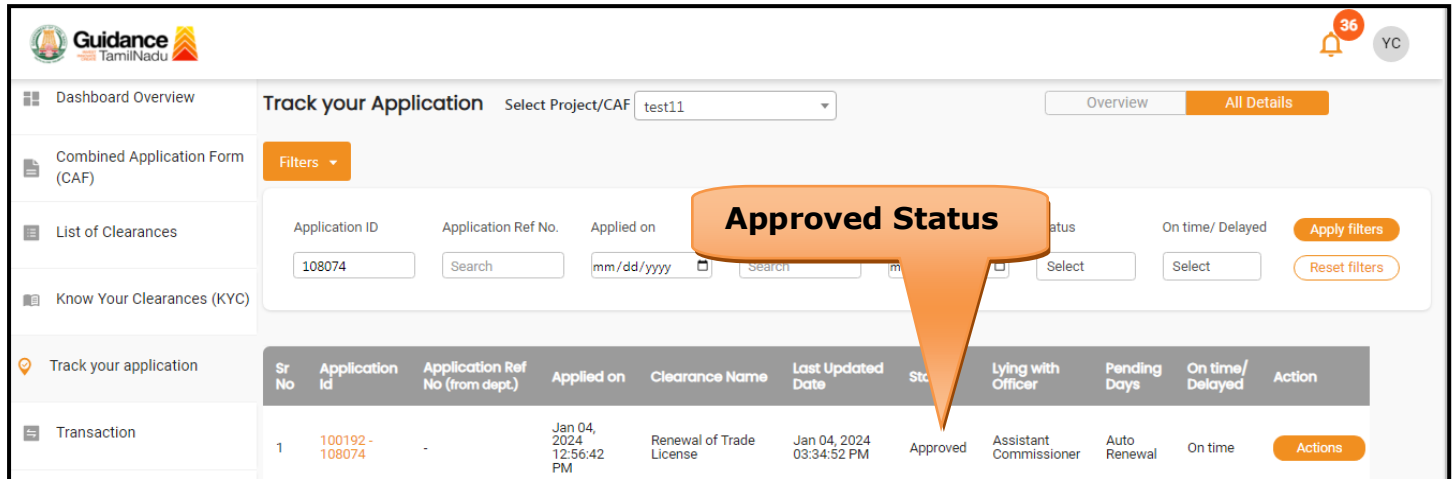 Guidance
TamilNadu
36
YC
Dashboard Overview
Track your Application Select Project/CAF test11
Overview All Details
Combined Application Form
(CAF)
Filters
List of Clearances
Application ID Application Ref No. Applied on On time/ Delayed Apply filters
Approved Status
108074 Search mm/dd/yyyy Search Select Select Reset filters
Know Your Clearances (KYC)
Track your application
Sr No Application Id Application Ref No (from dept.) Applied on Clearance Name Last Updated Date Lying with Officer Pending Days On time/ Delayed Action
Transaction
1 100192 - 108074 - Jan 04, 2024 12:56:42 PM Renewal of Trade License Jan 04, 2024 03:34:52 PM Approved Assistant Commissioner Auto Renewal On time Actions